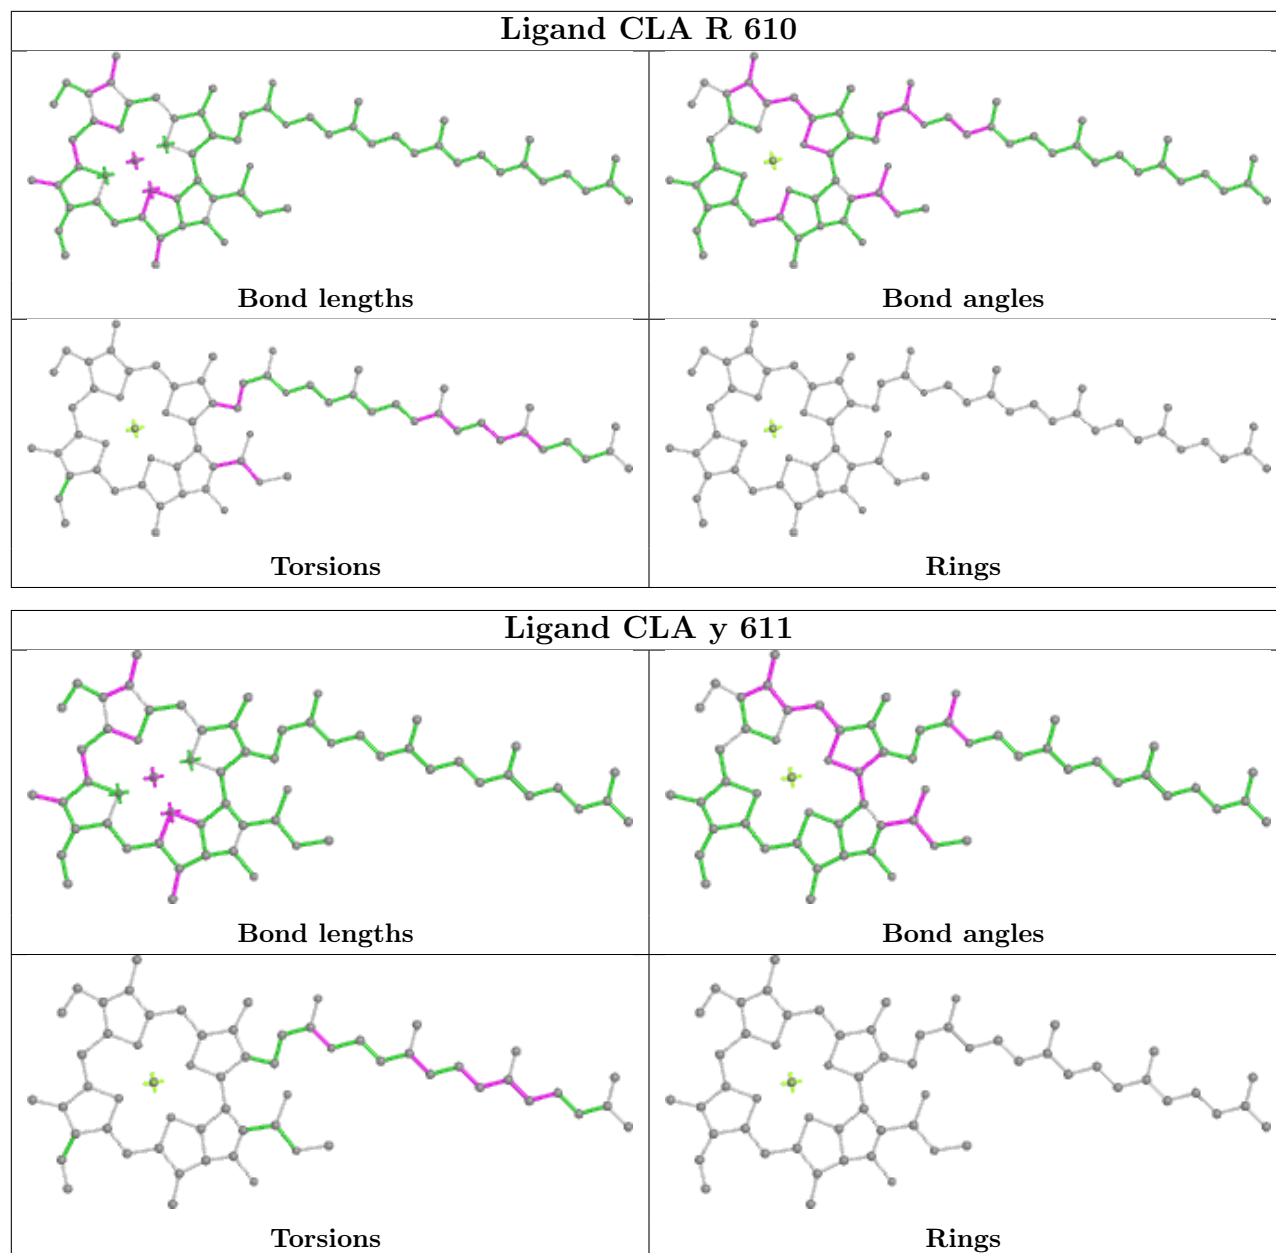 Ligand CLA R 610
Bond lengths
Bond angles
Torsions
Rings
Ligand CLA y 611
Bond lengths
Bond angles
Torsions
Rings